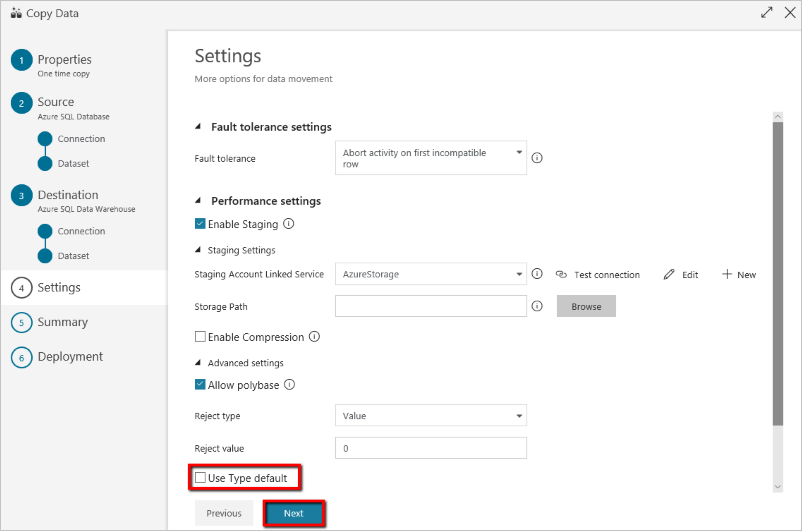 Copy Data
1 Properties
One time copy
2 Source
Azure SQL Database
Connection
Dataset
3 Destination
Azure SQL Data Warehouse
Connection
Dataset
4 Settings
5 Summary
6 Deployment
Settings
More options for data movement
Fault tolerance settings
Fault tolerance
Abort activity on first incompatible
row
Performance settings
Enable Staging
Staging Settings
Staging Account Linked Service AzureStorage Test connection Edit New
Storage Path Browse
Enable Compression
Advanced settings
Allow polybase
Reject type Value
Reject value 0
Use Type default
Previous Next